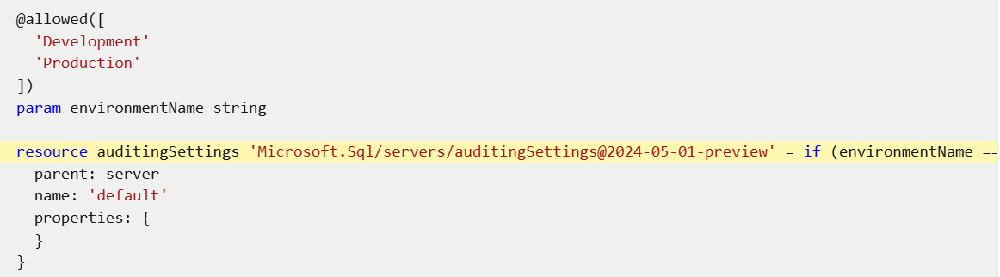 @allowed([
  'Development'
  'Production'
])
param environmentName string
resource auditingSettings 'Microsoft.Sql/servers/auditingSettings@2024-05-01-preview' = if (environmentName ==
  parent: server
  name: 'default'
  properties: {
  }
}